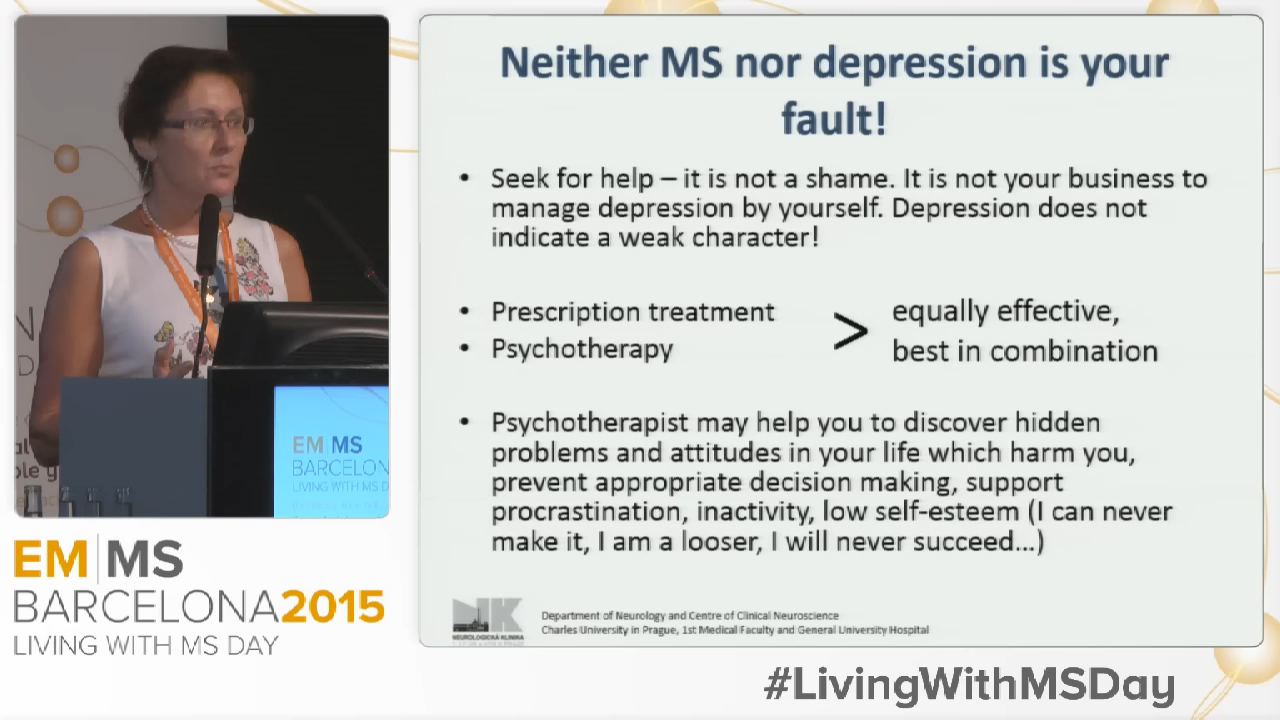 Neither MS nor depression is your
fault!
• Seek for help – it is not a shame. It is not your business to
manage depression by yourself. Depression does not
indicate a weak character!
• Prescription treatment
• Psychotherapy
>
equally effective,
best in combination
• Psychotherapist may help you to discover hidden
problems and attitudes in your life which harm you,
prevent appropriate decision making, support
procrastination, inactivity, low self-esteem (I can never
make it, I am a looser, I will never succeed...)
NK
NEUROLOGICKÁ KLINIKA
Department of Neurology and Centre of Clinical Neuroscience
Charles University in Prague, 1st Medical Faculty and General University Hospital
EM MS
BARCELON
LIVING WITH MS D
EM|MS
BARCELONA2015
LIVING WITH MS DAY
#LivingWithMSDay